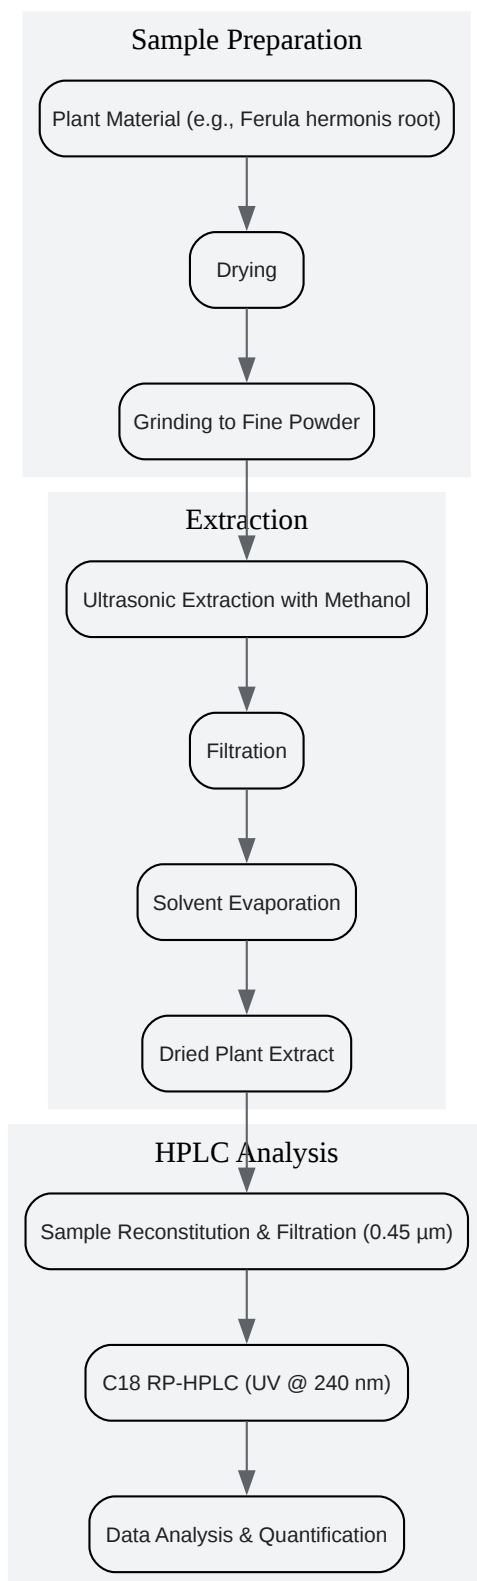 Sample Preparation
Plant Material (e.g., Ferula hermonis root)
Drying
Grinding to Fine Powder
Extraction
Ultrasonic Extraction with Methanol
Filtration
Solvent Evaporation
Dried Plant Extract
HPLC Analysis
Sample Reconstitution & Filtration (0.45 µm)
C18 RP-HPLC (UV @ 240 nm)
Data Analysis & Quantification